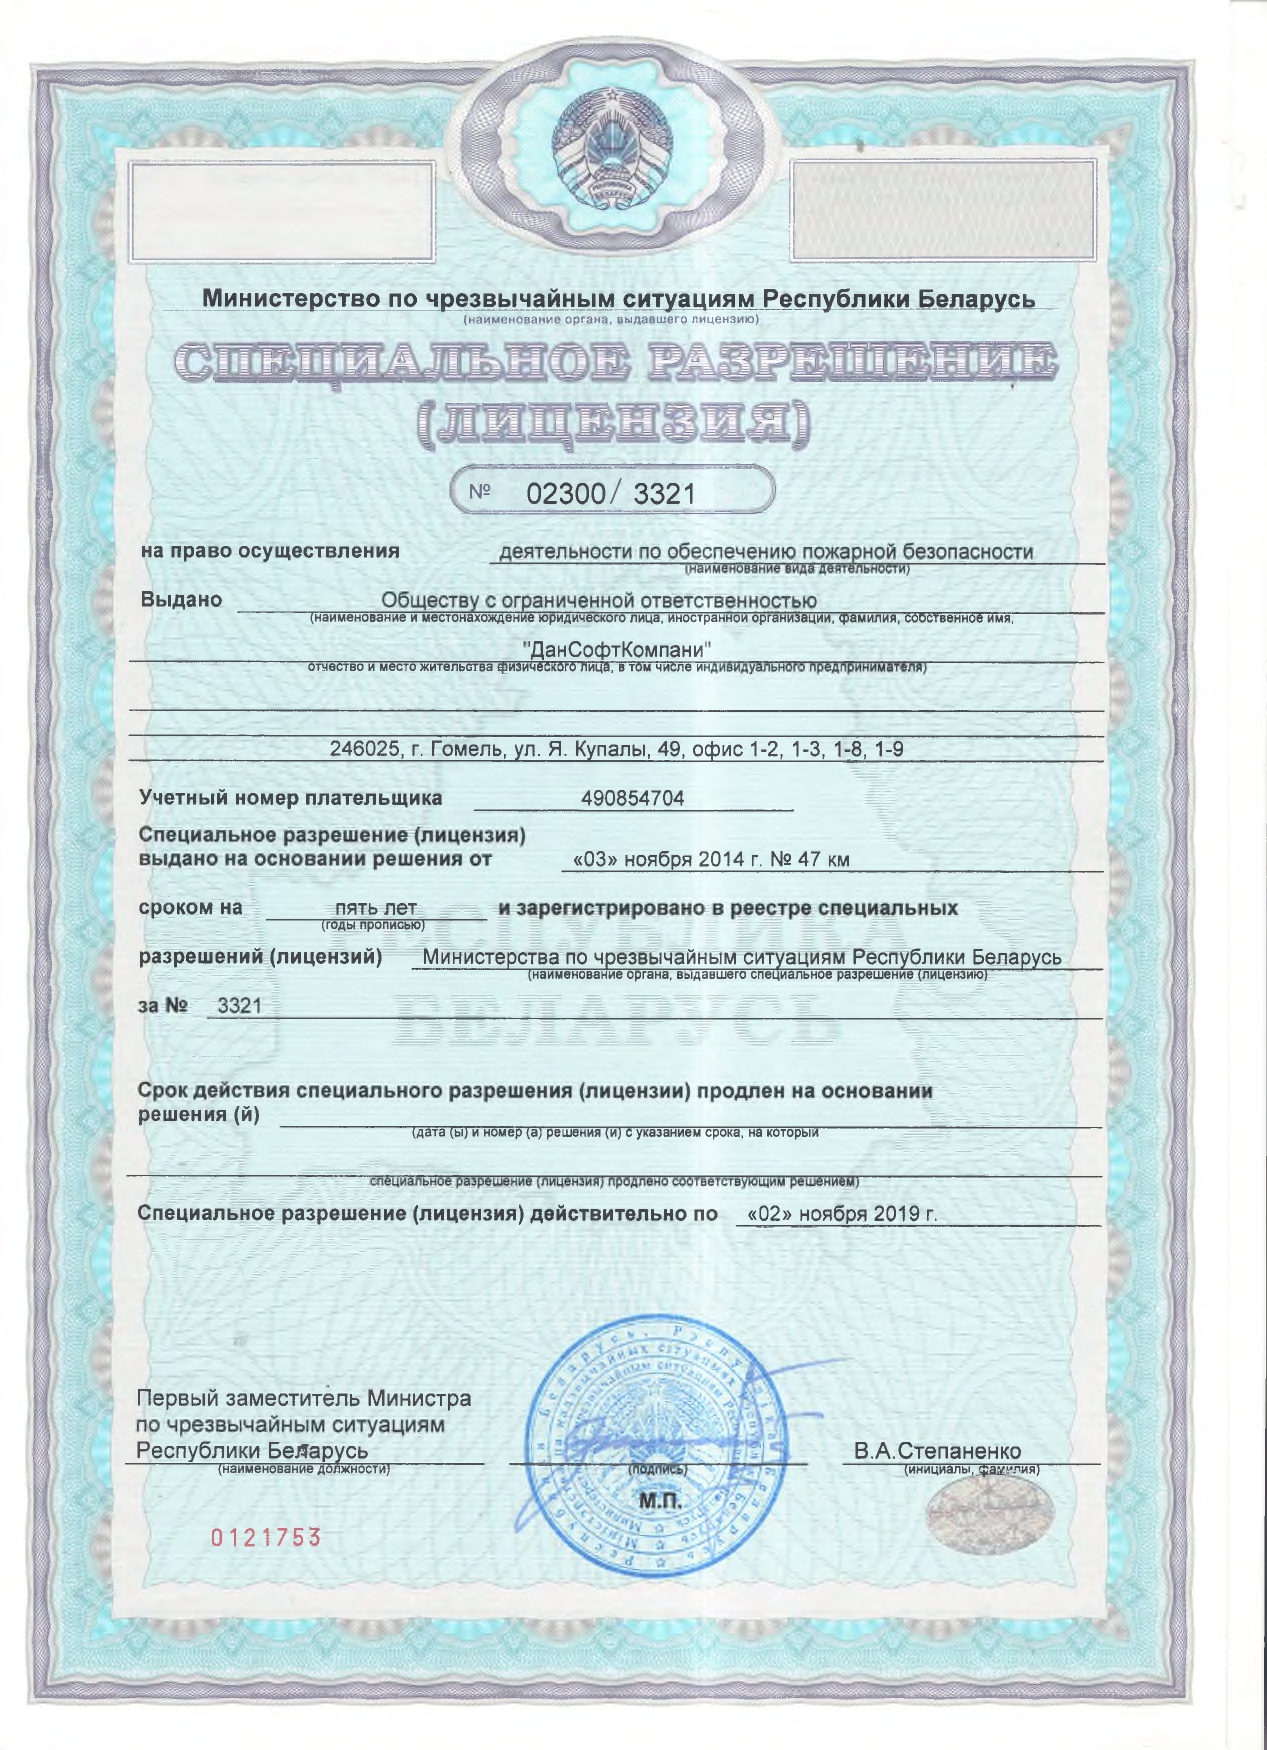 Министерство по чрезвычайным ситуациям Республики Беларусь
(наименование органа, выдавшего лицензию)
СПЕЦИАЛЬНОЕ РАЗРЕШЕНИЕ
(ЛИЦЕНЗИЯ)
№ 02300/ 3321
на право осуществления деятельности по обеспечению пожарной безопасности
(наименование вида деятельности)
Выдано Обществу с ограниченной ответственностью
(наименование и местонахождение юридического лица, иностранной организации, фамилия, собственное имя,
"ДанСофтКомпани"
отчество и место жительства физического лица, в том числе индивидуального предпринимателя)
246025, г. Гомель, ул. Я. Купалы, 49, офис 1-2, 1-3, 1-8, 1-9
Учетный номер плательщика 490854704
Специальное разрешение (лицензия)
выдано на основании решения от «03» ноября 2014 г. № 47 км
сроком на пять лет и зарегистрировано в реестре специальных
(годы прописью)
разрешений (лицензий) Министерства по чрезвычайным ситуациям Республики Беларусь
(наименование органа, выдавшего специальное разрешение (лицензию)
за № 3321
РЕСПУБЛИКА
БЕЛАРУСЬ
Срок действия специального разрешения (лицензии) продлен на основании
решения (й)
(дата (ы) и номер (а) решения (и) с указанием срока, на который
специальное разрешение (лицензия) продлено соответствующим решением)
Специальное разрешение (лицензия) действительно по «02» ноября 2019 г.
Первый заместитель Министра
по чрезвычайным ситуациям
Республики Беларусь В.А.Степаненко
(наименование должности) (подпись) (инициалы, фамилия)
М.П.
0121753